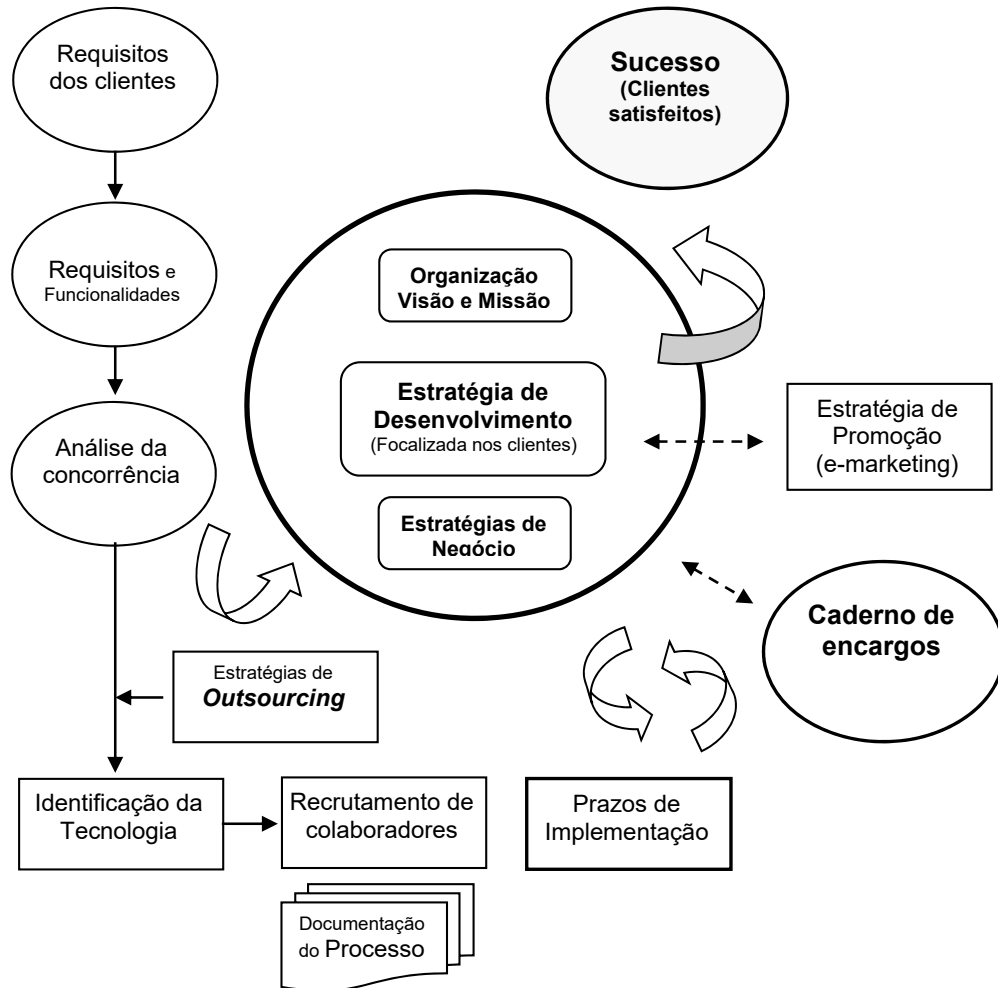 Requisitos
dos clientes
Sucesso
(Clientes
satisfeitos)
Requisitos e
Funcionalidades
Organização
Visão e Missão
Estratégia de
Desenvolvimento
(Focalizada nos clientes)
Estratégias de
Negócio
Estratégia de
Promoção
(e-marketing)
Análise da
concorrência
Caderno de
encargos
Estratégias de
Outsourcing
Identificação da
Tecnologia
Recrutamento de
colaboradores
Prazos de
Implementação
Documentação
do Processo